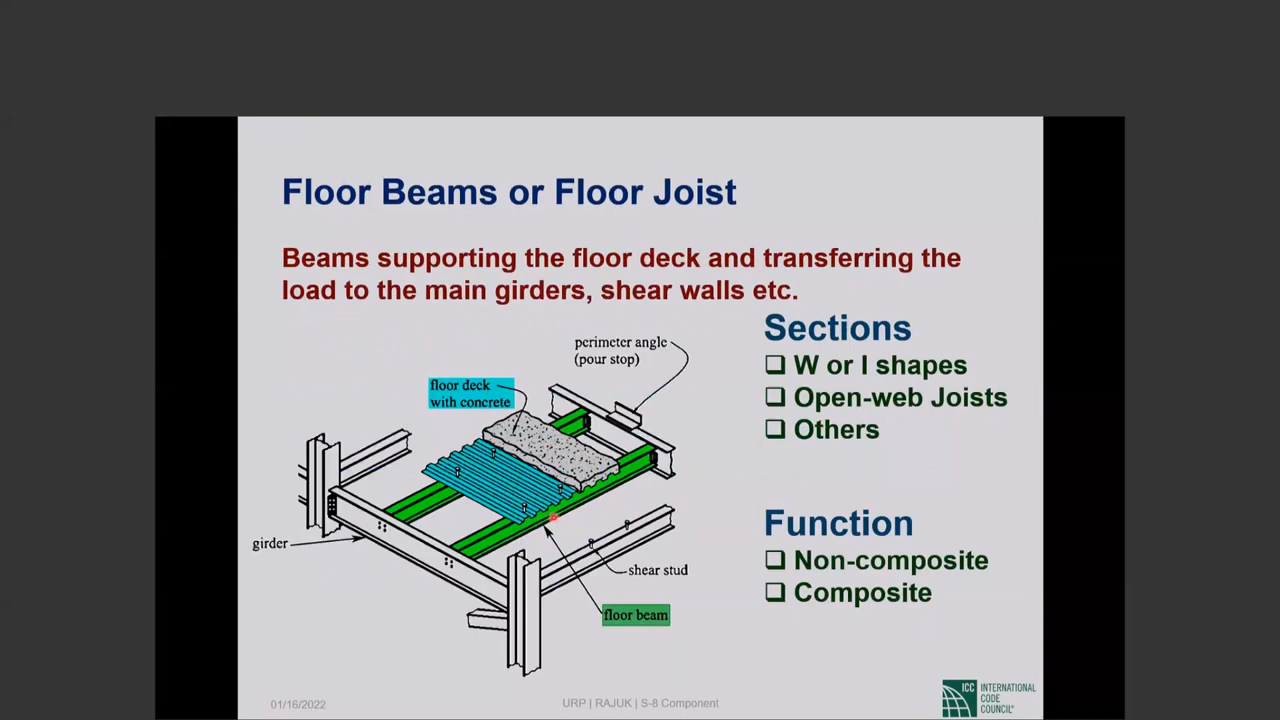 Floor Beams or Floor Joist
Beams supporting the floor deck and transferring the
load to the main girders, shear walls etc.
perimeter angle
(pour stop)
floor deck
with concrete
girder
shear stud
floor beam
Sections
❑ W or I shapes
❑ Open-web Joists
❑ Others
Function
❑ Non-composite
❑ Composite
01/16/2022
URP | RAJUK | S-8 Component
ICC
INTERNATIONAL
CODE
COUNCIL®